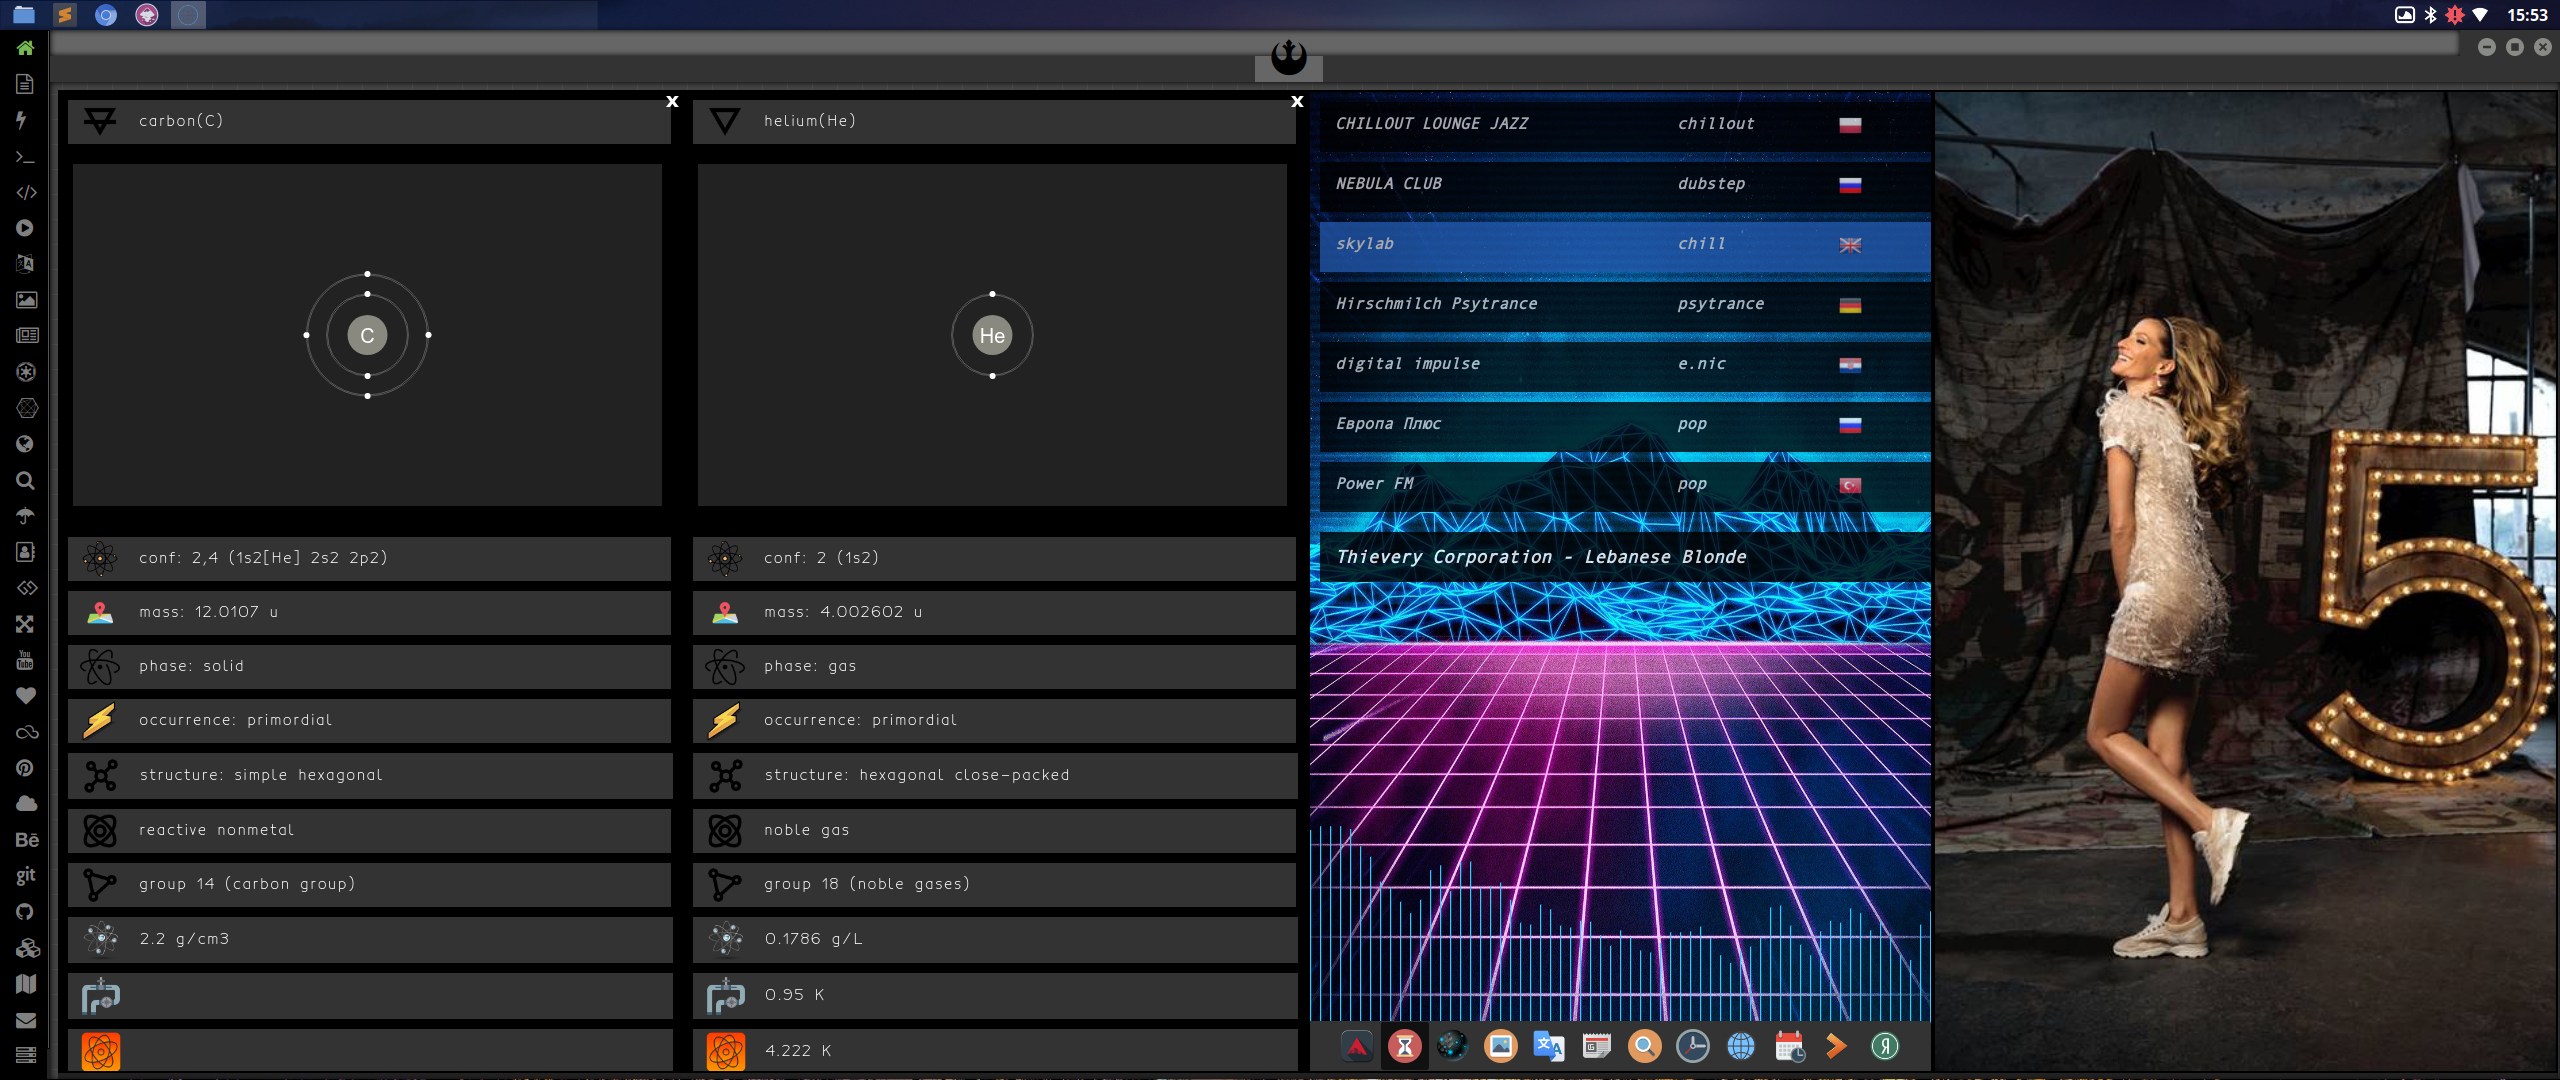 15:53
carbon(C)
x
C
conf: 2,4 (1s2[He] 2s2 2p2)
mass: 12.0107 u
phase: solid
occurrence: primordial
structure: simple hexagonal
reactive nonmetal
group 14 (carbon group)
2.2 g/cm3
helium(He)
x
He
conf: 2 (1s2)
mass: 4.002602 u
phase: gas
occurrence: primordial
structure: hexagonal close-packed
noble gas
group 18 (noble gases)
0.1786 g/L
0.95 K
4.222 K
CHILLOUT LOUNGE JAZZ chillout
NEBULA CLUB dubstep
skylab chill
Hirschmilch Psytrance psytrance
digital impulse e.nic
Европа Плюс pop
Power FM pop
Thievery Corporation - Lebanese Blonde
5
You
Tube
Bē
git
Я